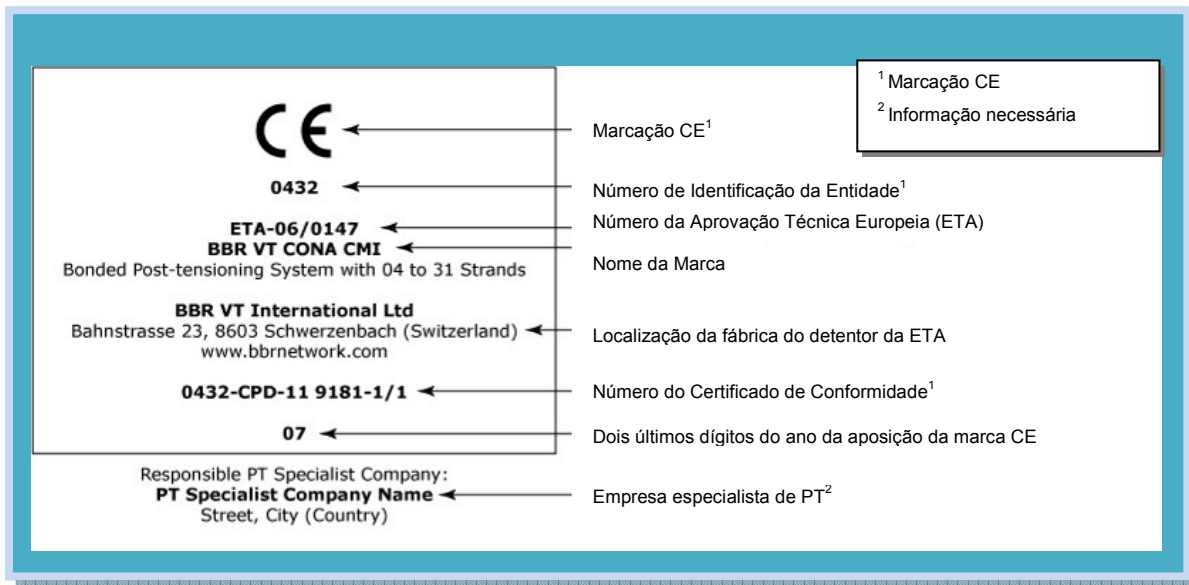 ¹ Marcação CE
² Informação necessária
CE
Marcação CE¹
0432
Número de Identificação da Entidade¹
ETA-06/0147
Número da Aprovação Técnica Europeia (ETA)
BBR VT CONA CMI
Bonded Post-tensioning System with 04 to 31 Strands
Nome da Marca
BBR VT International Ltd
Bahnstrasse 23, 8603 Schwerzenbach (Switzerland)
www.bbrnetwork.com
Localização da fábrica do detentor da ETA
0432-CPD-11 9181-1/1
Número do Certificado de Conformidade¹
07
Dois últimos dígitos do ano da aposição da marca CE
Responsible PT Specialist Company:
PT Specialist Company Name
Street, City (Country)
Empresa especialista de PT²